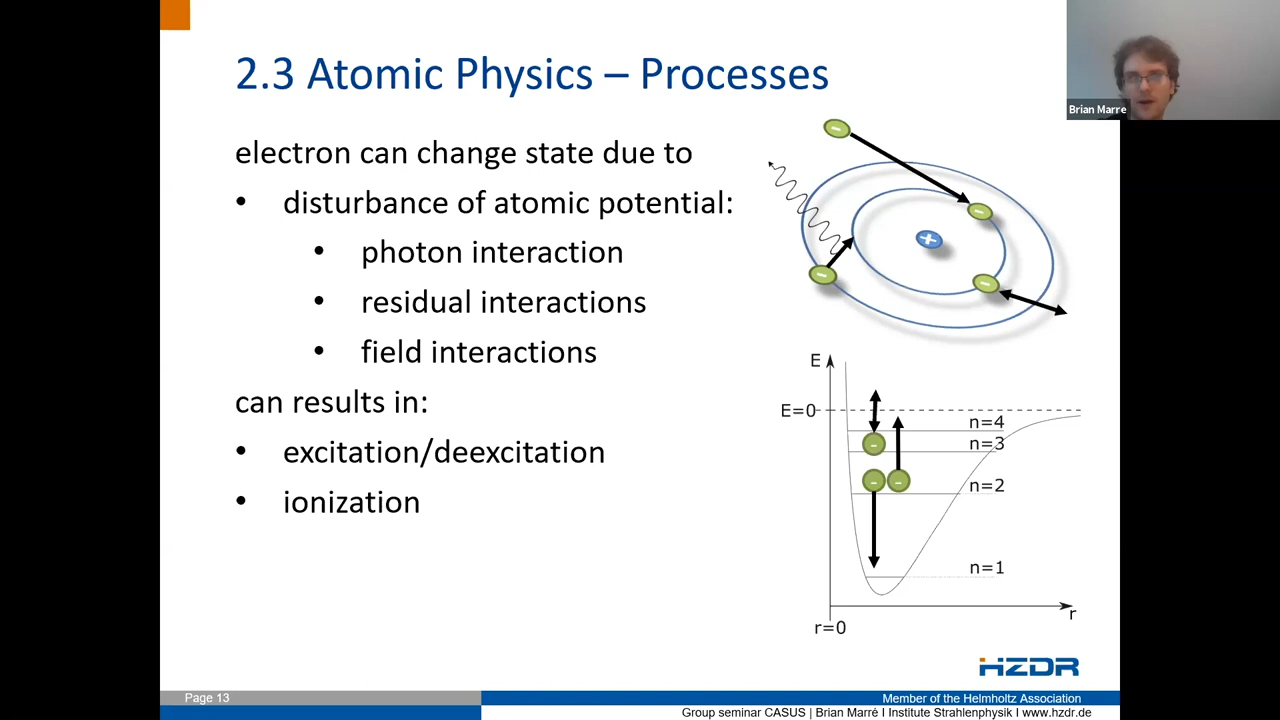 2.3 Atomic Physics – Processes
Brian Marre
electron can change state due to
• disturbance of atomic potential:
• photon interaction
• residual interactions
• field interactions
can results in:
• excitation/deexcitation
• ionization
–
–
+
–
–
E
E=0
n=4
n=3
n=2
n=1
-
-
-
r
r=0
HZDR
Page 13
Member of the Helmholtz Association
Group seminar CASUS | Brian Marré I Institute Strahlenphysik I www.hzdr.de